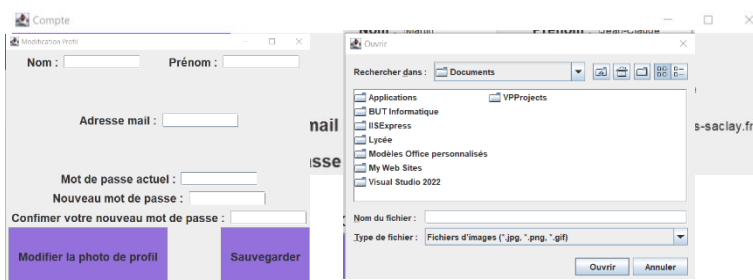 Compte
Modification Profil
Nom :
Prénom :
Adresse mail :
Mot de passe actuel :
Nouveau mot de passe :
Confimer votre nouveau mot de passe :
Modifier la photo de profil
Sauvegarder
mail
sse
Nom : Martin
Prénom : Jean-Claude
s-saclay.fr
Ouvrir
Rechercher dans :
Documents
Applications
BUT Informatique
IISExpress
Lycée
Modèles Office personnalisés
My Web Sites
Visual Studio 2022
VPProjects
Nom du fichier :
Type de fichier : Fichiers d'images (*.jpg, *.png, *.gif)
Ouvrir
Annuler